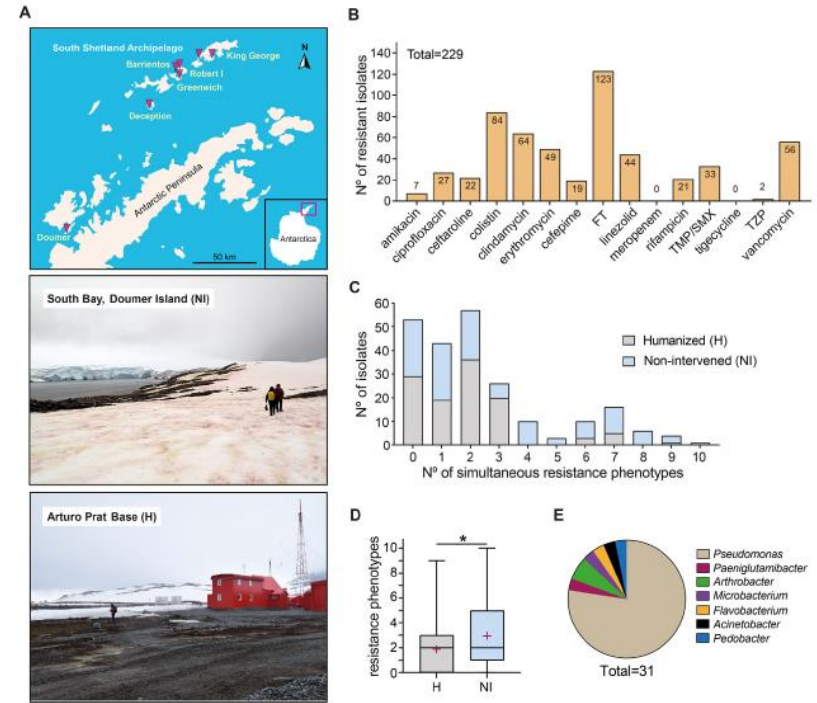 A
South Shetland Archipelago
King George
N
Barrientos
Robert I
Greenwich
Deception
Antarctic Peninsula
Doumer
Antarctica
50 km
South Bay, Doumer Island (NI)
Arturo Prat Base (H)
B
Total=229
Nº of resistant isolates
140
120
100
80
60
40
20
0
7
27
22
84
64
49
19
123
44
0
21
33
0
2
56
amikacin
ciprofloxacin
ceftaroline
colistin
clindamycin
erythromycin
cefepime
FT
linezolid
meropenem
rifampicin
TMP/SMX
tigecycline
TZP
vancomycin
C
Nº of isolates
60
50
40
30
20
10
0
Humanized (H)
Non-intervened (NI)
0 1 2 3 4 5 6 7 8 9 10
Nº of simultaneous resistance phenotypes
D
resistance phenotypes
10
8
6
4
2
0
*
H NI
E
Pseudomonas
Paeniglutamibacter
Arthrobacter
Microbacterium
Flavobacterium
Acinetobacter
Pedobacter
Total=31